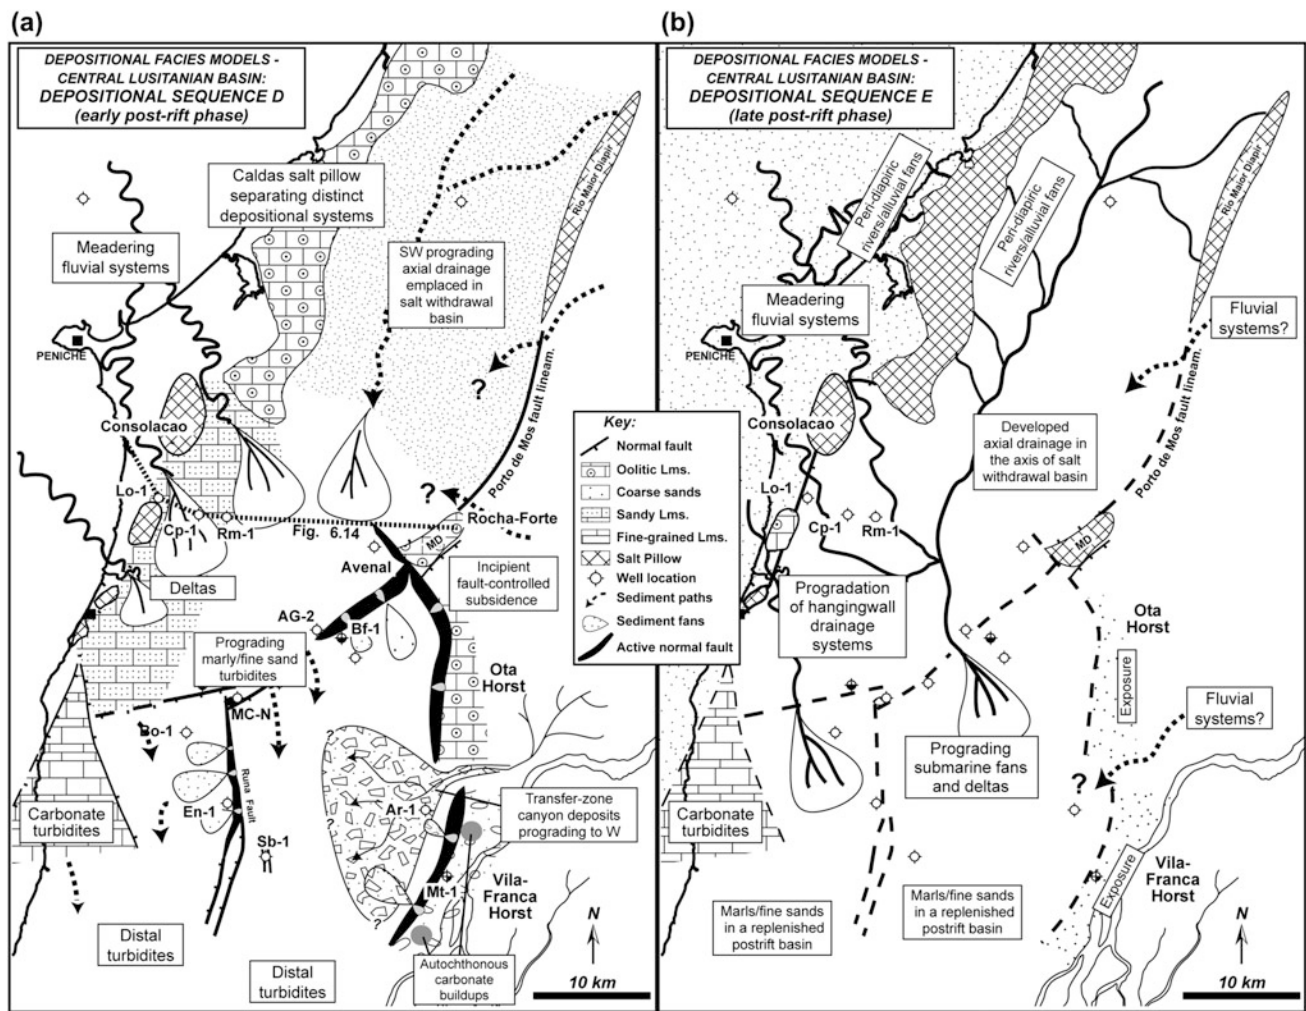 (a)
DEPOSITIONAL FACIES MODELS -
CENTRAL LUSITANIAN BASIN:
DEPOSITIONAL SEQUENCE D
(early post-rift phase)
Caldas salt pillow
separating distinct
depositional systems
Meadering
fluvial systems
SW prograding
axial drainage
emplaced in
salt withdrawal
basin
Rio Maior Diapir
PENICHE
?
Porto de Mos fault lineam.
Consolacao
?
Lo-1
Cp-1
Rm-1
Fig. 6.14
Rocha-Forte
MD
Avenal
Incipient
fault-controlled
subsidence
Deltas
AG-2
Bf-1
Prograding
marly/fine sand
turbidites
Ota
Horst
MC-N
Bo-1
Runa Fault
?
Carbonate
turbidites
En-1
Ar-1
Transfer-zone
canyon deposits
prograding to W
?
Sb-1
Mt-1
Vila-
Franca
Horst
?
Distal
turbidites
Distal
turbidites
Autochthonous
carbonate
buildups
N
10 km
Key:
Normal fault
Oolitic Lms.
Coarse sands
Sandy Lms.
Fine-grained Lms.
Salt Pillow
Well location
Sediment paths
Sediment fans
Active normal fault
(b)
DEPOSITIONAL FACIES MODELS -
CENTRAL LUSITANIAN BASIN:
DEPOSITIONAL SEQUENCE E
(late post-rift phase)
Peri-diapiric
rivers/alluvial fans
Peri-diapiric
rivers/alluvial fans
Rio Maior Diapir
Meadering
fluvial systems
Fluvial
systems?
PENICHE
Porto de Mos fault lineam.
Consolacao
Developed
axial drainage in
the axis of salt
withdrawal basin
Lo-1
Cp-1
Rm-1
MD
Progradation
of hangingwall
drainage
systems
Ota
Horst
Exposure
Fluvial
systems?
Prograding
submarine fans
and deltas
?
Carbonate
turbidites
Exposure
Vila-
Franca
Horst
Marls/fine sands
in a replenished
postrift basin
Marls/fine sands
in a replenished
postrift basin
N
10 km